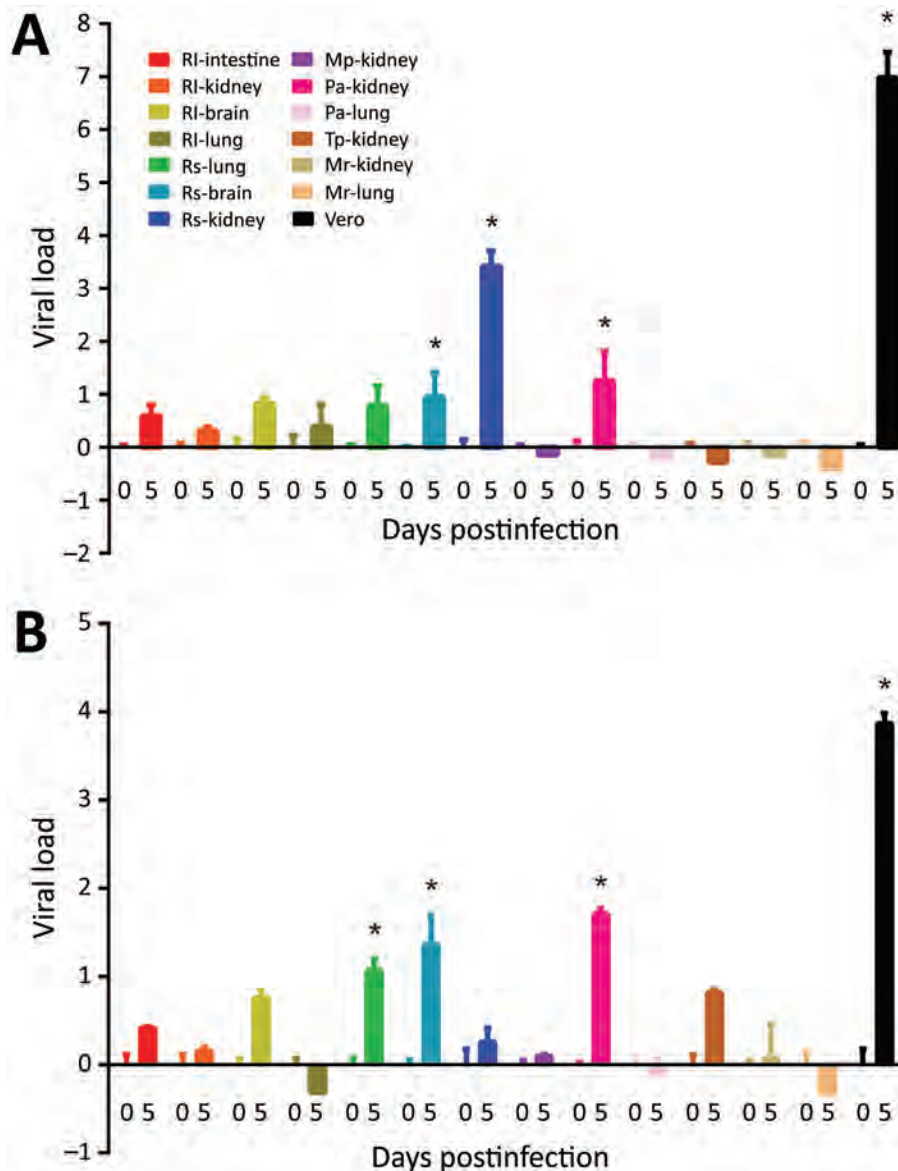 A
8
7
6
5
4
3
2
1
0
–1
–2
Viral load
RI-intestine
RI-kidney
RI-brain
RI-lung
Rs-lung
Rs-brain
Rs-kidney
Mp-kidney
Pa-kidney
Pa-lung
Tp-kidney
Mr-kidney
Mr-lung
Vero
* * * *
0 5 0 5 0 5 0 5 0 5 0 5 0 5 0 5 0 5 0 5 0 5 0 5 0 5 0 5
Days postinfection
B
5
4
3
2
1
0
–1
Viral load
* * * *
0 5 0 5 0 5 0 5 0 5 0 5 0 5 0 5 0 5 0 5 0 5 0 5 0 5 0 5
Days postinfection